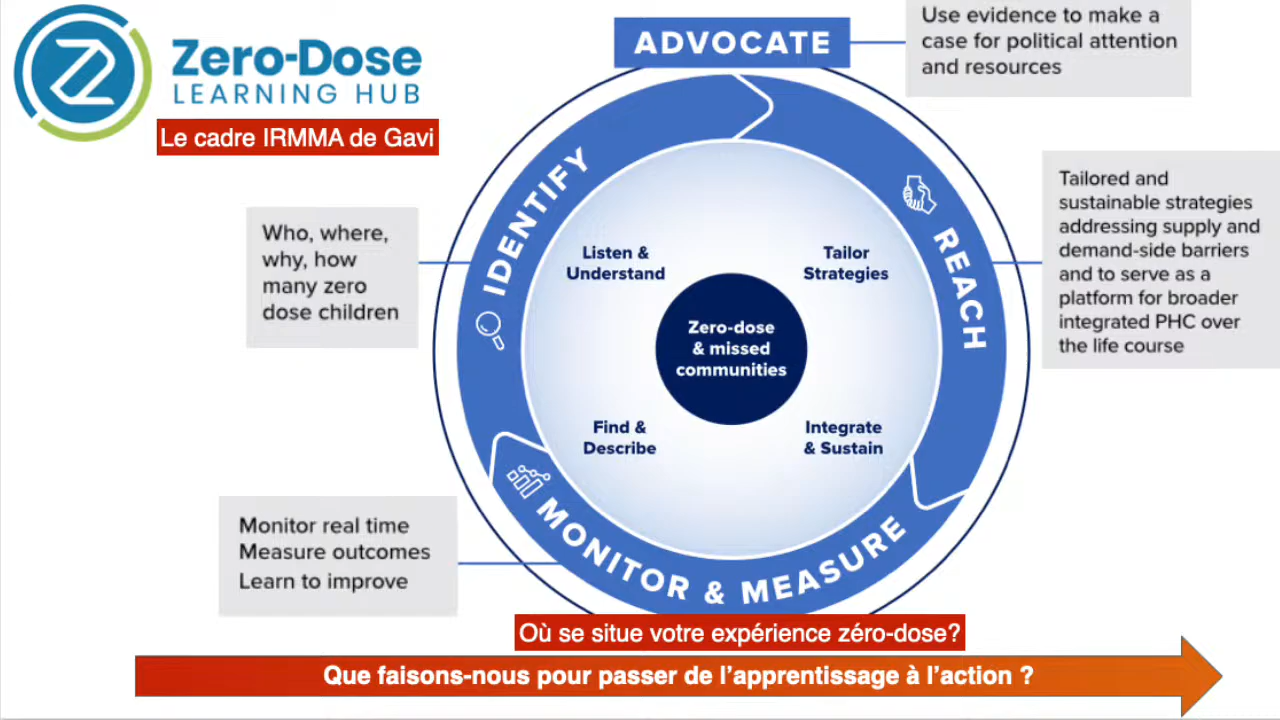 Zero-Dose
LEARNING HUB
Le cadre IRMMA de Gavi
ADVOCATE
Use evidence to make a
case for political attention
and resources
IDENTIFY
Who, where,
why, how
many zero
dose children
REACH
Tailored and
sustainable strategies
addressing supply and
demand-side barriers
and to serve as a
platform for broader
integrated PHC over
the life course
Listen &
Understand
Tailor
Strategies
Zero-dose
& missed
communities
Find &
Describe
Integrate
& Sustain
MONITOR & MEASURE
Monitor real time
Measure outcomes
Learn to improve
Où se situe votre expérience zéro-dose?
Que faisons-nous pour passer de l’apprentissage à l’action ?